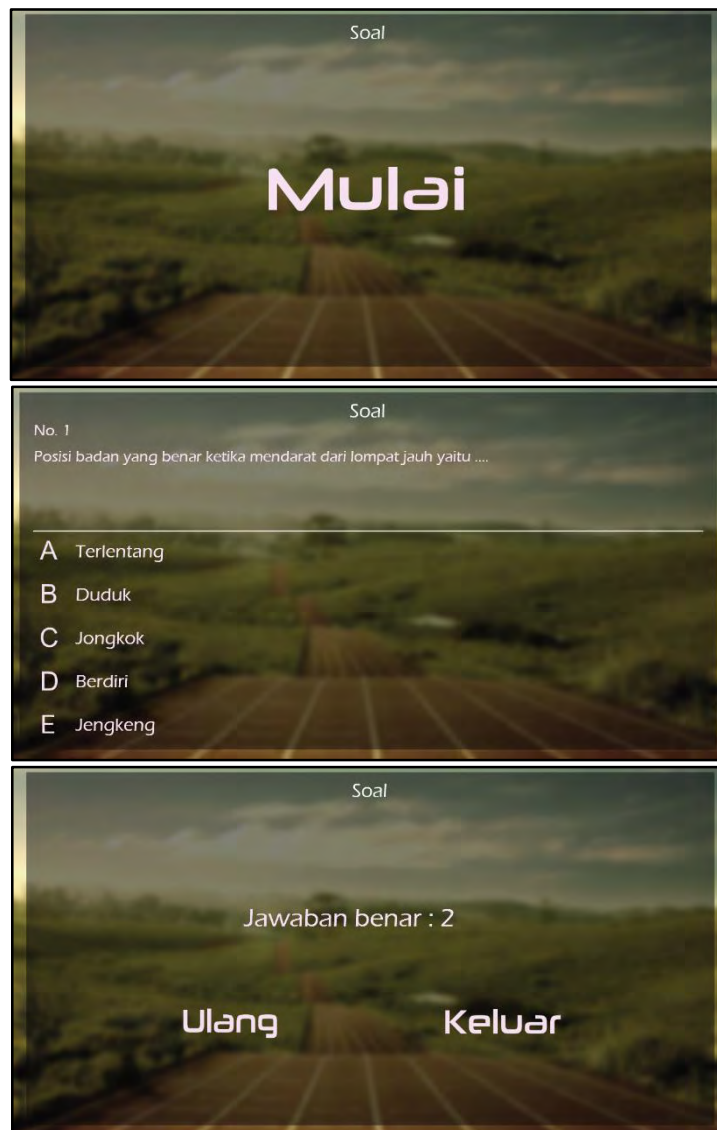 Soal
Mulai
Soal
No. 1
Posisi badan yang benar ketika mendarat dari lompat jauh yaitu ....
A Terlentang
B Duduk
C Jongkok
D Berdiri
E Jengkeng
Soal
Jawaban benar : 2
Ulang Keluar